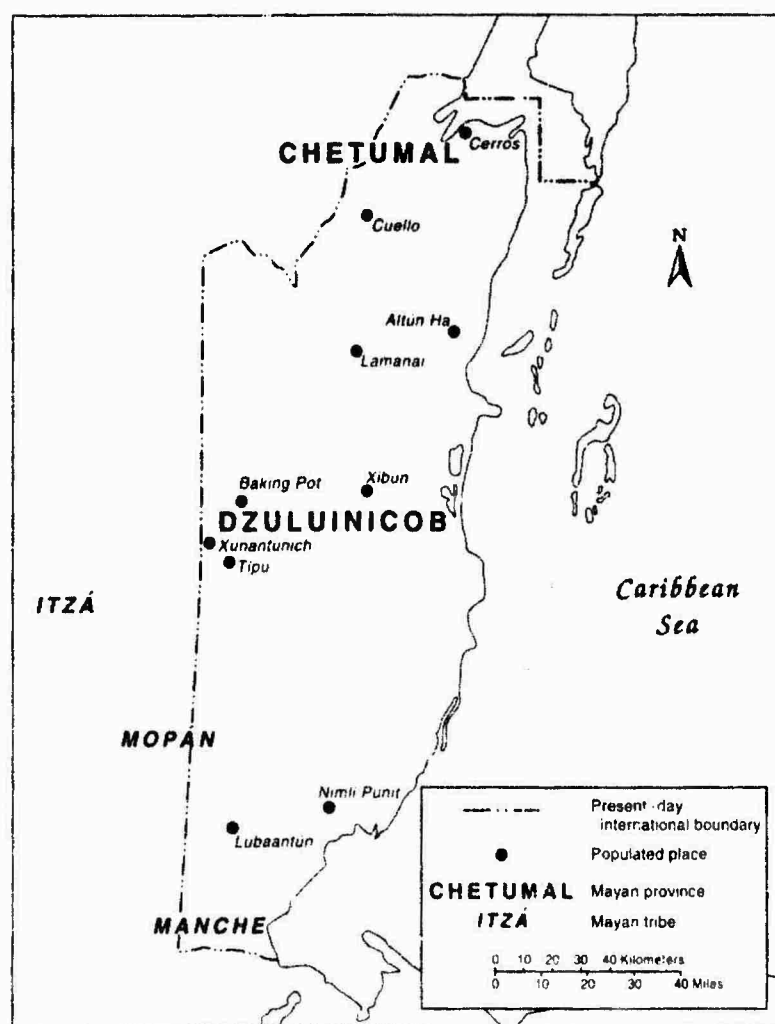 CHETUMAL
Cerros
Cuello
N
Altún Ha
Lamanai
Baking Pot
Xibun
DZULUINICOB
Xunantunich
Tipu
ITZÁ
Caribbean
Sea
MOPAN
Nimli Punit
Lubaantún
MANCHE
Present-day
international boundary
Populated place
CHETUMAL Mayan province
ITZÁ Mayan tribe
0 10 20 30 40 Kilometers
0 10 20 30 40 Miles